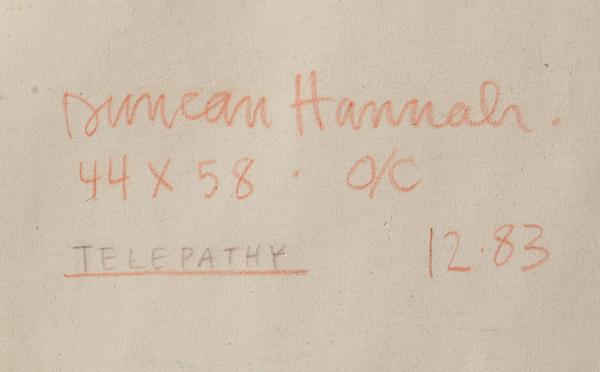 Duncan Hannah.
44 X 58 · O/C
TELEPATHY 12·83